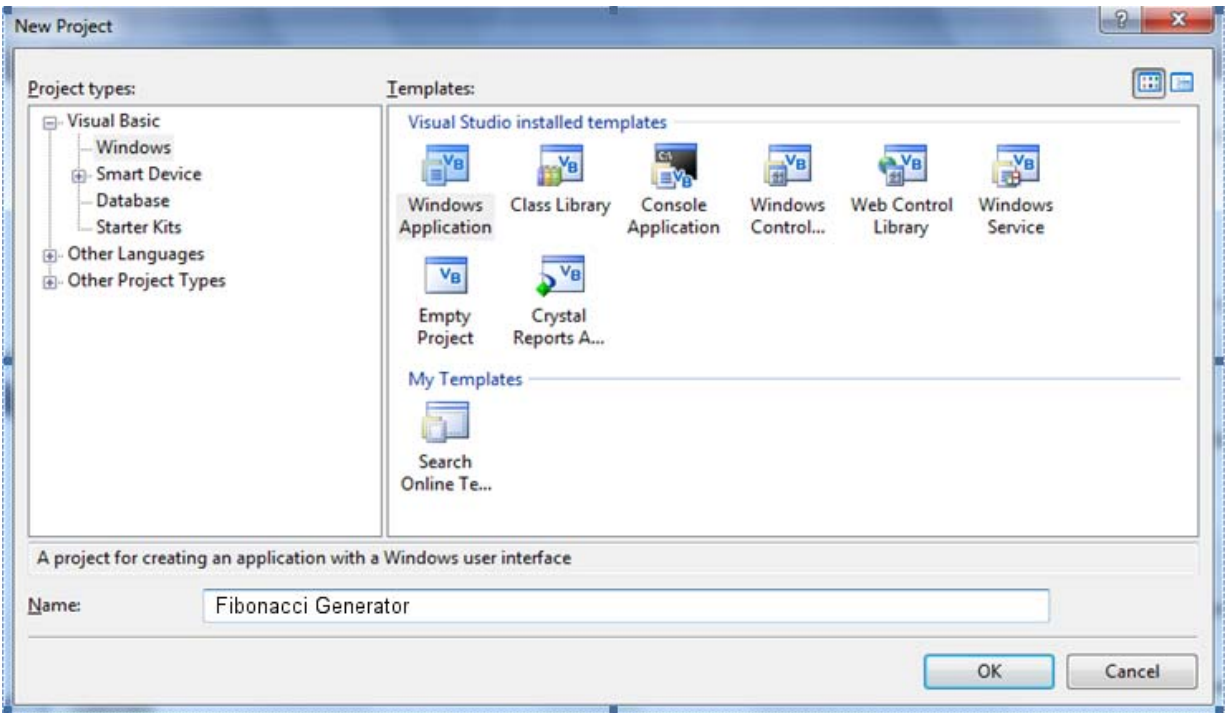 New Project
Project types:
Templates:
Visual Basic
Windows
Smart Device
Database
Starter Kits
Other Languages
Other Project Types
Visual Studio installed templates
Windows Application
Class Library
Console Application
Windows Control...
Web Control Library
Windows Service
Empty Project
Crystal Reports A...
My Templates
Search Online Te...
A project for creating an application with a Windows user interface
Name:
Fibonacci Generator
OK
Cancel